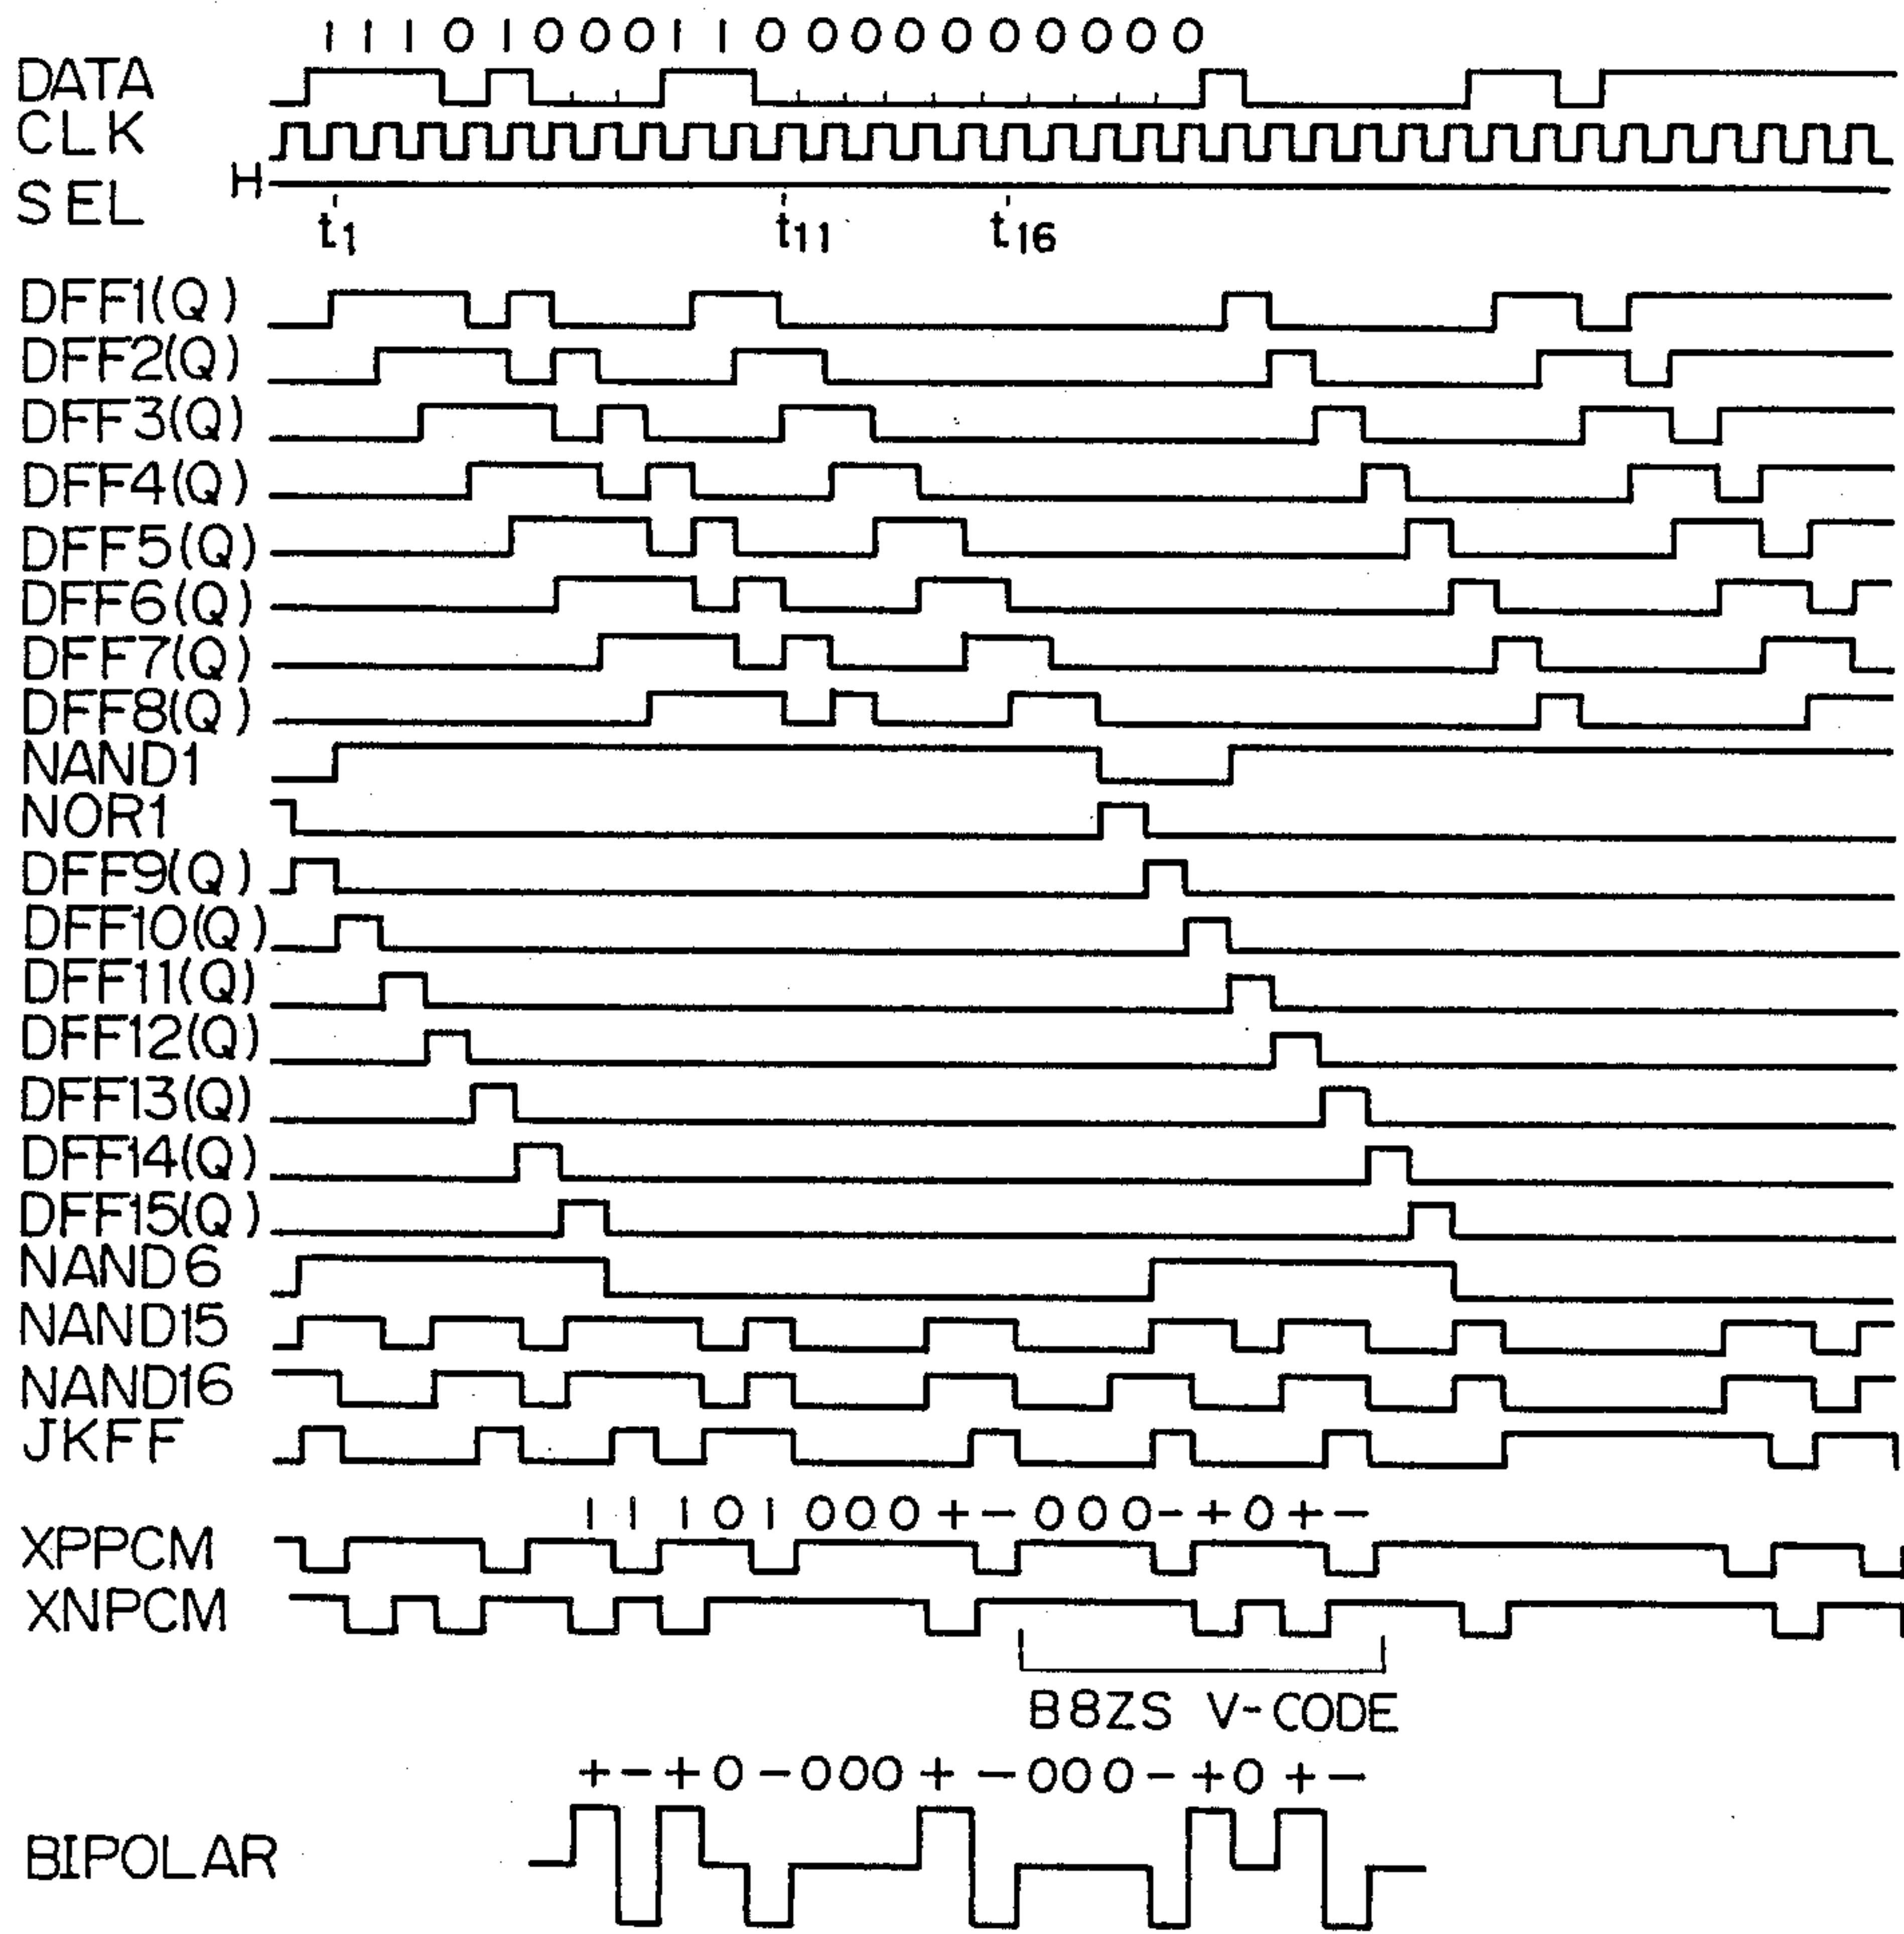 1 1 1 0 1 0 0 0 1 1 0 0 0 0 0 0 0 0 0 0
DATA
CLK
H
SEL
t1 t11 t16
DFF1(Q)
DFF2(Q)
DFF3(Q)
DFF4(Q)
DFF5(Q)
DFF6(Q)
DFF7(Q)
DFF8(Q)
NAND1
NOR1
DFF9(Q)
DFF10(Q)
DFF11(Q)
DFF12(Q)
DFF13(Q)
DFF14(Q)
DFF15(Q)
NAND6
NAND15
NAND16
JKFF
1 1 1 0 1 0 0 0 + - 0 0 0 - + 0 + -
XPPCM
XNPCM
B8ZS V-CODE
+ - + 0 - 0 0 0 + - 0 0 0 - + 0 + -
BIPOLAR